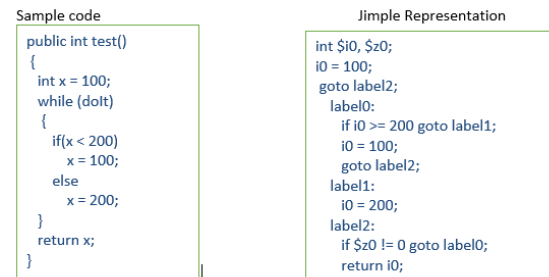 Sample code
public int test()
{
int x = 100;
while (doIt)
{
if(x < 200)
x = 100;
else
x = 200;
}
return x;
}
Jimple Representation
int $i0, $z0;
i0 = 100;
goto label2;
label0:
if i0 >= 200 goto label1;
i0 = 100;
goto label2;
label1:
i0 = 200;
label2:
if $z0 != 0 goto label0;
return i0;